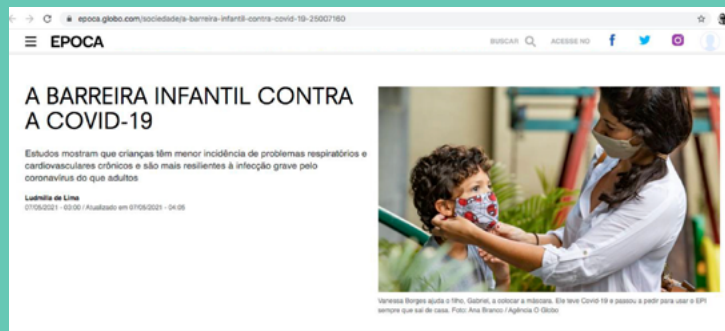 epoca.globo.com/sociedade/a-barreira-infantil-contra-covid-19-25007160
EPOCA
BUSCAR
ACESSE NO
A BARREIRA INFANTIL CONTRA
A COVID-19
Estudos mostram que crianças têm menor incidência de problemas respiratórios e
cardiovasculares crônicos e são mais resilientes à infecção grave pelo
coronavírus do que adultos
Ludmilla de Lima
07/05/2021 - 03:00 / Atualizado em 07/05/2021 - 04:05
Vanessa Borges ajuda o filho, Gabriel, a colocar a máscara. Ele teve Covid-19 e passou a pedir para usar o EPI
sempre que sai de casa. Foto: Ana Branco / Agência O Globo